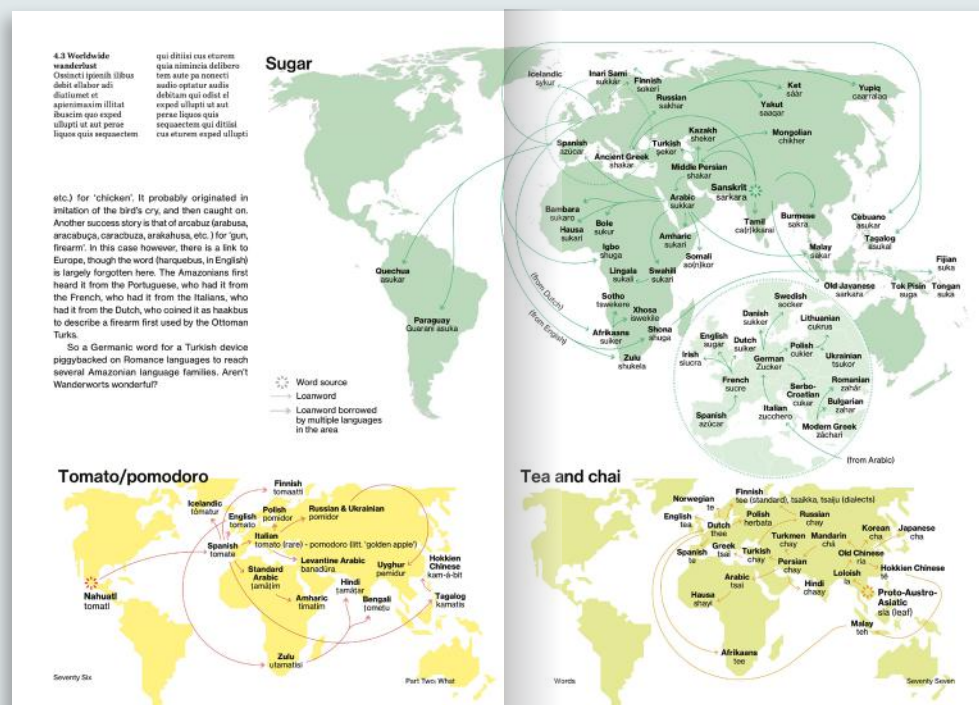 4.3 Worldwide
wanderlust
Ossincti ipienih ilibus
debit ellabor adi
diatiumet et
apienimaxim illitat
ibuscim quo exped
ullupti ut aut perae
liquos quis sequaectem
qui ditiisi cus eturem
quia nimincia delibero
tem aute pa nonecti
audio optatur audis
debitam qui odist el
exped ullupti ut aut
perae liquos quis
sequaectem qui ditiisi
cus eturem exped ullupti
etc.) for 'chicken'. It probably originated in
imitation of the bird's cry, and then caught on.
Another success story is that of arcabuz (arabusa,
aracabuça, caracbuza, arakahusa, etc.) for 'gun,
firearm'. In this case however, there is a link to
Europe, though the word (harquebus, in English)
is largely forgotten here. The Amazonians first
heard it from the Portuguese, who had it from
the French, who had it from the Italians, who
had it from the Dutch, who coined it as haakbus
to describe a firearm first used by the Ottoman
Turks.
So a Germanic word for a Turkish device
piggybacked on Romance languages to reach
several Amazonian language families. Aren't
Wanderworts wonderful?
Sugar
Icelandic
sykur
Inari Sami
sukkár
Finnish
sokeri
Russian
sakhar
Ket
sáàr
Yakut
saaqar
Yupiq
caarralaq
Spanish
azúcar
Ancient Greek
shakar
Turkish
şeker
Kazakh
sheker
Mongolian
chikher
Middle Persian
shakar
Sanskrit
sarkara
Arabic
sukkar
Bambara
sukaro
Hausa
sukari
Bole
sukur
Igbo
shuga
Amharic
sukari
Somali
so(n)kor
Tamil
ca(r)kkarai
Burmese
sakra
Malay
sakar
Cebuano
asukar
Tagalog
asukal
Fijian
suka
Old Javanese
sarkara
Tok Pisin
suga
Tongan
suka
Lingala
sukali
Swahili
sukari
Sotho
tswekere
Xhosa
iswekile
Afrikaans
suiker
Shona
shuga
Zulu
shukela
(from Dutch)
(from English)
Quechua
asukar
Paraguay
Guarani asuka
Word source
Loanword
Loanword borrowed
by multiple languages
in the area
Swedish
socker
Danish
sukker
Lithuanian
cukrus
English
sugar
Dutch
suiker
Polish
cukier
Irish
siucra
German
Zucker
Ukrainian
tsukor
French
sucre
Serbo-
Croatian
cukar
Romanian
zahăr
Bulgarian
zahar
Spanish
azúcar
Italian
zucchero
Modern Greek
záchari
(from Arabic)
Tomato/pomodoro
Finnish
tomaatti
Icelandic
tómatur
English
tomato
Polish
pomidor
Russian & Ukrainian
pomidor
Spanish
tomate
Italian
tomato (rare) - pomodoro (litt. 'golden apple')
Levantine Arabic
banadūra
Standard
Arabic
ṭamāṭim
Uyghur
pemidur
Hokkien
Chinese
kam-á-bit
Hindi
ṭamāṭar
Amharic
timatim
Bengali
ṭomeṭu
Tagalog
kamatis
Nahuatl
tomatl
Zulu
utamatisi
Seventy Six
Part Two: What
Tea and chai
Finnish
tee (standard), tsaikka, tsaiju (dialects)
Norwegian
te
English
tea
Dutch
thee
Polish
herbata
Russian
chay
Spanish
te
Greek
tsai
Turkish
chay
Turkmen
chay
Mandarin
chá
Korean
cha
Japanese
cha
Persian
chay
Old Chinese
Hokkien Chinese
tê
Arabic
tsai
Hindi
chaay
Loloish
la
Hausa
shayi
Proto-Austro-
Asiatic
sla (leaf)
Malay
teh
Afrikaans
tee
Words
Seventy Seven